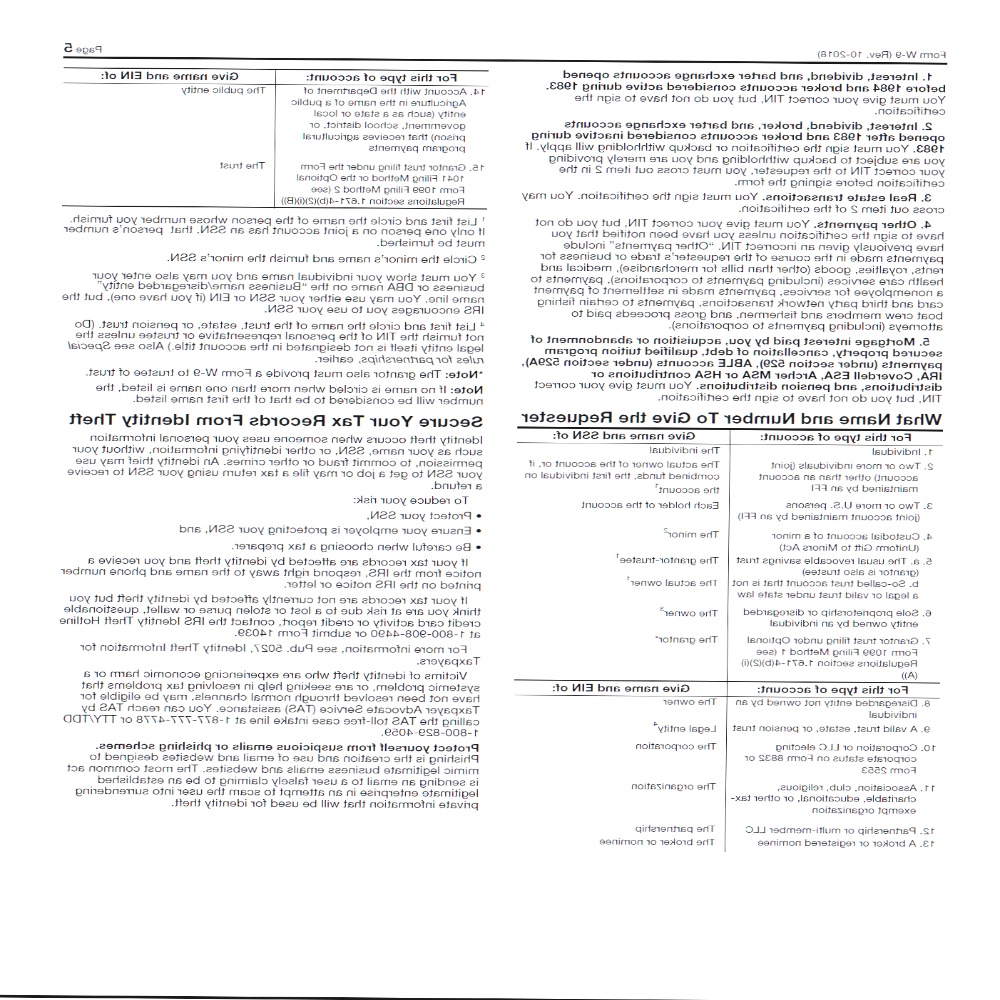 Form W-9 (Rev. 10-2018)
Page 5
1. Interest, dividend, and barter exchange accounts opened
before 1984 and broker accounts considered active during 1983.
You must give your correct TIN, but you do not have to sign the
certification.
2. Interest, dividend, broker, and barter exchange accounts
opened after 1983 and broker accounts considered inactive during
1983. You must sign the certification or backup withholding will apply. If
you are subject to backup withholding and you are merely providing
your correct TIN to the requester, you must cross out item 2 in the
certification before signing the form.
3. Real estate transactions. You must sign the certification. You may
cross out item 2 of the certification.
4. Other payments. You must give your correct TIN, but you do not
have to sign the certification unless you have been notified that you
have previously given an incorrect TIN. “Other payments” include
payments made in the course of the requester’s trade or business for
rents, royalties, goods (other than bills for merchandise), medical and
health care services (including payments to corporations), payments to
a nonemployee for services, payments made in settlement of payment
card and third party network transactions, payments to certain fishing
boat crew members and fishermen, and gross proceeds paid to
attorneys (including payments to corporations).
5. Mortgage interest paid by you, acquisition or abandonment of
secured property, cancellation of debt, qualified tuition program
payments (under section 529), ABLE accounts (under section 529A),
IRA, Coverdell ESA, Archer MSA or HSA contributions or
distributions, and pension distributions. You must give your correct
TIN, but you do not have to sign the certification.
What Name and Number To Give the Requester
For this type of account:
Give name and SSN of:
1. Individual
The individual
2. Two or more individuals (joint
account) other than an account
maintained by an FFI
The actual owner of the account or, if
combined funds, the first individual on
the account¹
3. Two or more U.S. persons
(joint account maintained by an FFI)
Each holder of the account
4. Custodial account of a minor
(Uniform Gift to Minors Act)
The minor²
5. a. The usual revocable savings trust
(grantor is also trustee)
The grantor-trustee¹
b. So-called trust account that is not
a legal or valid trust under state law
The actual owner¹
6. Sole proprietorship or disregarded
entity owned by an individual
The owner³
7. Grantor trust filing under Optional
Form 1099 Filing Method 1 (see
Regulations section 1.671-4(b)(2)(i)
(A))
The grantor*
For this type of account:
Give name and EIN of:
8. Disregarded entity not owned by an
individual
The owner
9. A valid trust, estate, or pension trust
Legal entity⁴
10. Corporation or LLC electing
corporate status on Form 8832 or
Form 2553
The corporation
11. Association, club, religious,
charitable, educational, or other tax-
exempt organization
The organization
12. Partnership or multi-member LLC
The partnership
13. A broker or registered nominee
The broker or nominee
For this type of account:
Give name and EIN of:
14. Account with the Department of
Agriculture in the name of a public
entity (such as a state or local
government, school district, or
prison) that receives agricultural
program payments
The public entity
15. Grantor trust filing under the Form
1041 Filing Method or the Optional
Form 1099 Filing Method 2 (see
Regulations section 1.671-4(b)(2)(i)(B))
The trust
¹ List first and circle the name of the person whose number you furnish.
If only one person on a joint account has an SSN, that person’s number
must be furnished.
² Circle the minor’s name and furnish the minor’s SSN.
³ You must show your individual name and you may also enter your
business or DBA name on the “Business name/disregarded entity”
name line. You may use either your SSN or EIN (if you have one), but the
IRS encourages you to use your SSN.
⁴ List first and circle the name of the trust, estate, or pension trust. (Do
not furnish the TIN of the personal representative or trustee unless the
legal entity itself is not designated in the account title.) Also see Special
rules for partnerships, earlier.
*Note: The grantor also must provide a Form W-9 to trustee of trust.
Note: If no name is circled when more than one name is listed, the
number will be considered to be that of the first name listed.
Secure Your Tax Records From Identity Theft
Identity theft occurs when someone uses your personal information
such as your name, SSN, or other identifying information, without your
permission, to commit fraud or other crimes. An identity thief may use
your SSN to get a job or may file a tax return using your SSN to receive
a refund.
To reduce your risk:
• Protect your SSN,
• Ensure your employer is protecting your SSN, and
• Be careful when choosing a tax preparer.
If your tax records are affected by identity theft and you receive a
notice from the IRS, respond right away to the name and phone number
printed on the IRS notice or letter.
If your tax records are not currently affected by identity theft but you
think you are at risk due to a lost or stolen purse or wallet, questionable
credit card activity or credit report, contact the IRS Identity Theft Hotline
at 1-800-908-4490 or submit Form 14039.
For more information, see Pub. 5027, Identity Theft Information for
Taxpayers.
Victims of identity theft who are experiencing economic harm or a
systemic problem, or are seeking help in resolving tax problems that
have not been resolved through normal channels, may be eligible for
Taxpayer Advocate Service (TAS) assistance. You can reach TAS by
calling the TAS toll-free case intake line at 1-877-777-4778 or TTY/TDD
1-800-829-4059.
Protect yourself from suspicious emails or phishing schemes.
Phishing is the creation and use of email and websites designed to
mimic legitimate business emails and websites. The most common act
is sending an email to a user falsely claiming to be an established
legitimate enterprise in an attempt to scam the user into surrendering
private information that will be used for identity theft.